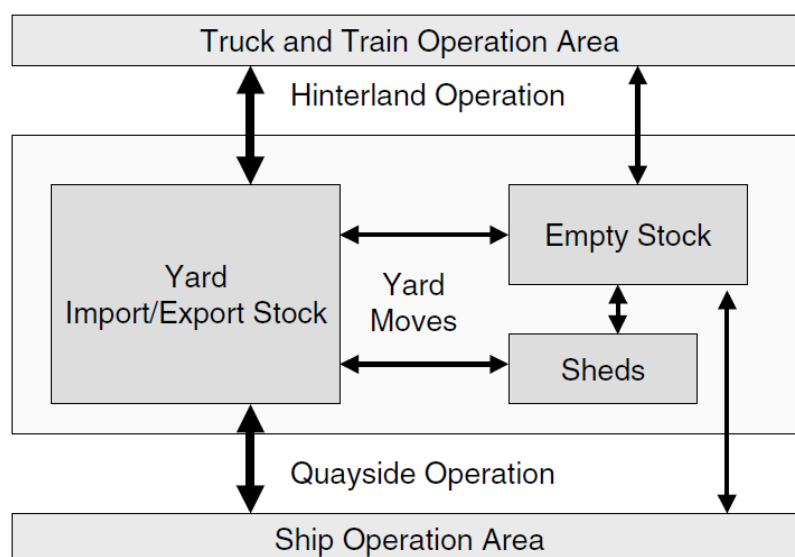 Truck and Train Operation Area
Hinterland Operation
Yard
Import/Export Stock
Empty Stock
Yard
Moves
Sheds
Quayside Operation
Ship Operation Area